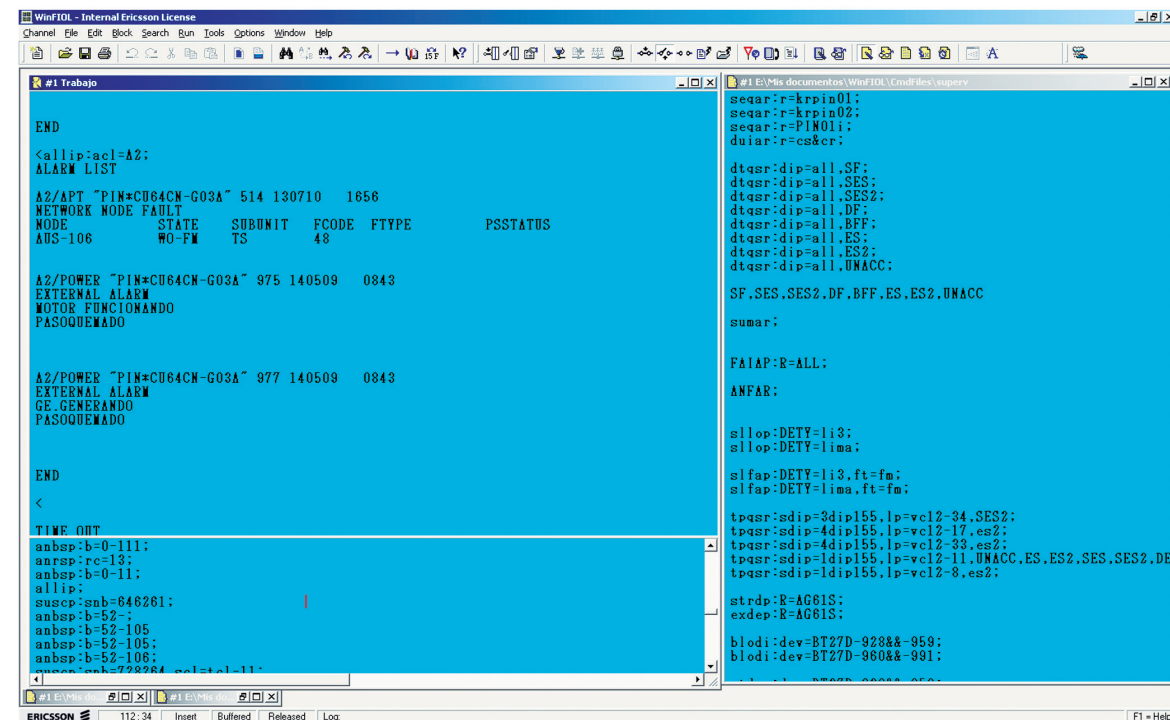 WinFIOL - Internal Ericsson License
Channel File Edit Block Search Run Tools Options Window Help
#1 Trabajo
END
<allip:acl=A2;
ALARM LIST
A2/APT "PIN*CU64CN-G03A" 514 130710 1656
NETWORK NODE FAULT
NODE STATE SUBUNIT FCODE FTYPE PSSTATUS
AUS-106 WO-FM TS 48
A2/POWER "PIN*CU64CN-G03A" 975 140509 0843
EXTERNAL ALARM
MOTOR FUNCIONANDO
PASOQUEMADO
A2/POWER "PIN*CU64CN-G03A" 977 140509 0843
EXTERNAL ALARM
GE.GENERANDO
PASOQUEMADO
END
<
TIME OUT
anbsp:b=0-111;
anrsp:rc=13;
anbsp:b=0-11;
allip;
suscp:snb=646261;
anbsp:b=52-;
anbsp:b=52-105
anbsp:b=52-105;
anbsp:b=52-106;
suscp:snb=728264,scl=tcl-11;
#1 E:\Mis documentos\WinFIOL\CmdFiles\superv
seqar:r=krpin01;
seqar:r=krpin02;
seqar:r=PIN01i;
duiar:r=cs&cr;
dtqsr:dip=all,SF;
dtqsr:dip=all,SES;
dtqsr:dip=all,SES2;
dtqsr:dip=all,DF;
dtqsr:dip=all,BFF;
dtqsr:dip=all,ES;
dtqsr:dip=all,ES2;
dtqsr:dip=all,UNACC;
SF,SES,SES2,DF,BFF,ES,ES2,UNACC
sumar;
FAIAP:R=ALL;
ANFAR;
sllop:DETY=li3;
sllop:DETY=lima;
slfap:DETY=li3,ft=fm;
slfap:DETY=lima,ft=fm;
tpqsr:sdip=3dip155,lp=vc12-34,SES2;
tpqsr:sdip=4dip155,lp=vc12-17,es2;
tpqsr:sdip=4dip155,lp=vc12-33,es2;
tpqsr:sdip=1dip155,lp=vc12-11,UNACC,ES,ES2,SES,SES2,DE
tpqsr:sdip=1dip155,lp=vc12-8,es2;
strdp:R=AG61S;
exdep:R=AG61S;
blodi:dev=BT27D-928&&-959;
blodi:dev=BT27D-960&&-991;
#1 E:\Mis do... #1 E:\Mis do...
ERICSSON 112:34 Insert Buffered Released Log: F1 = Help